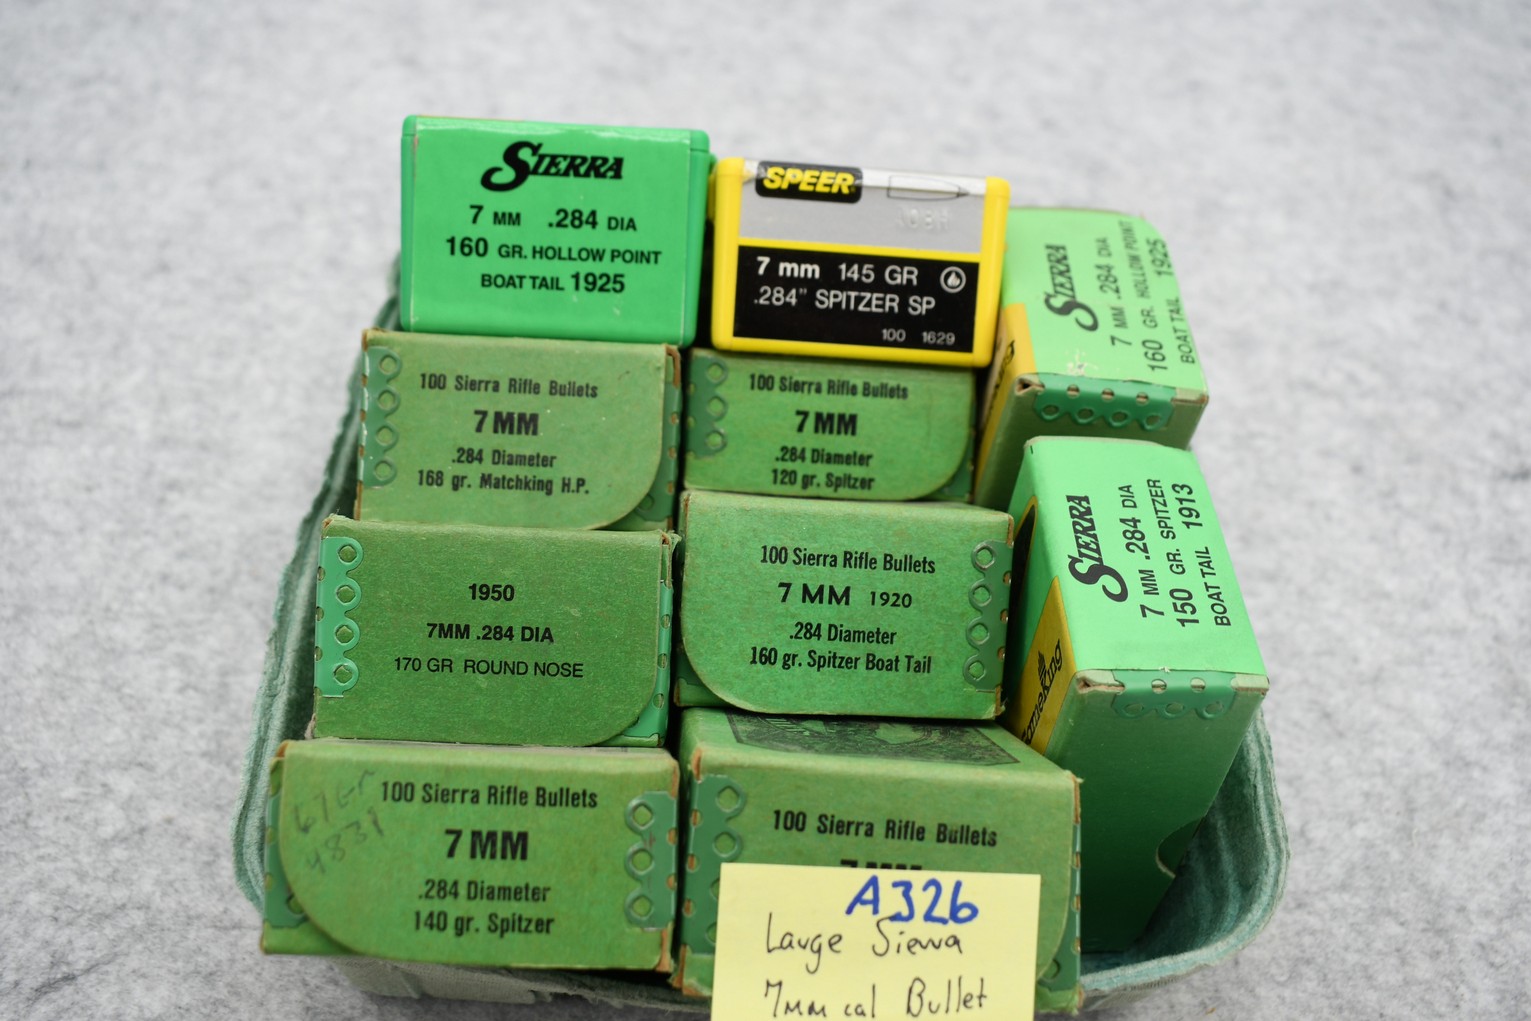 SIERRA
7 MM .284 DIA
160 GR. HOLLOW POINT
BOAT TAIL 1925
SPEER
7 mm 145 GR
.284" SPITZER SP
100 1629
SIERRA
7 MM .284 DIA
160 GR. HOLLOW POINT
BOAT TAIL 1925
100 Sierra Rifle Bullets
7MM
.284 Diameter
168 gr. Matchking H.P.
100 Sierra Rifle Bullets
7MM
.284 Diameter
120 gr. Spitzer
1950
7MM .284 DIA
170 GR ROUND NOSE
100 Sierra Rifle Bullets
7 MM 1920
.284 Diameter
160 gr. Spitzer Boat Tail
SIERRA
7 MM .284 DIA
150 GR. SPITZER
BOAT TAIL 1913
GameKing
67 Gr
4831
100 Sierra Rifle Bullets
7MM
.284 Diameter
140 gr. Spitzer
100 Sierra Rifle Bullets
7MM
A326
Large Sierra
7mm cal Bullet